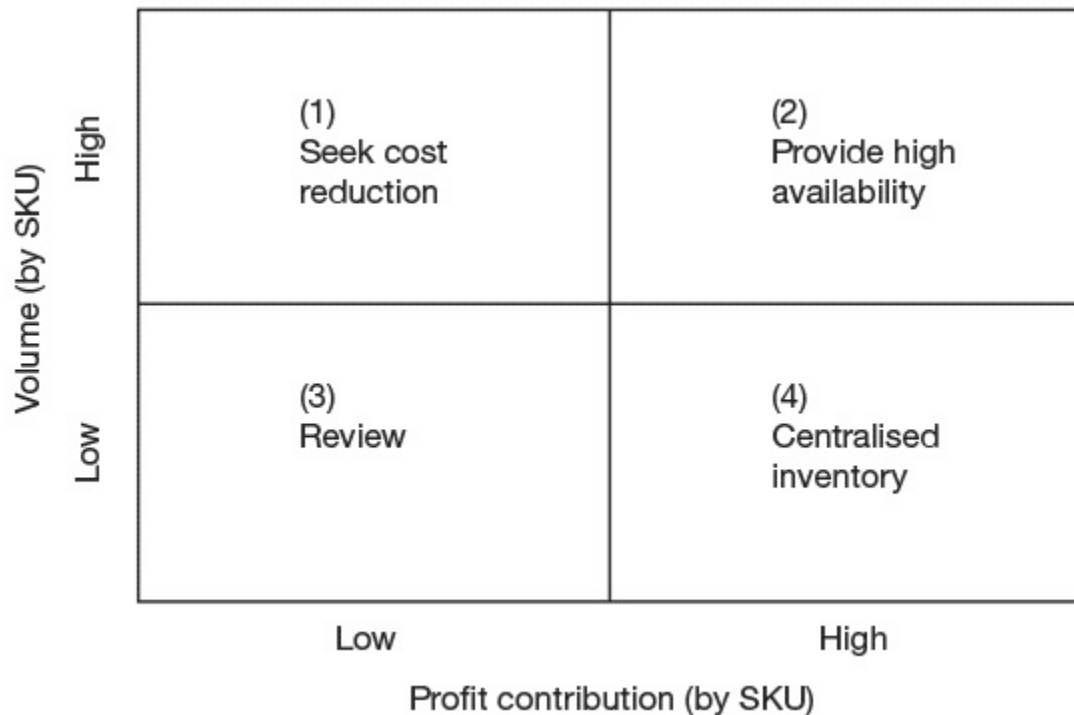 Volume (by SKU)
High
Low
(1)
Seek cost
reduction
(2)
Provide high
availability
(3)
Review
(4)
Centralised
inventory
Low
High
Profit contribution (by SKU)